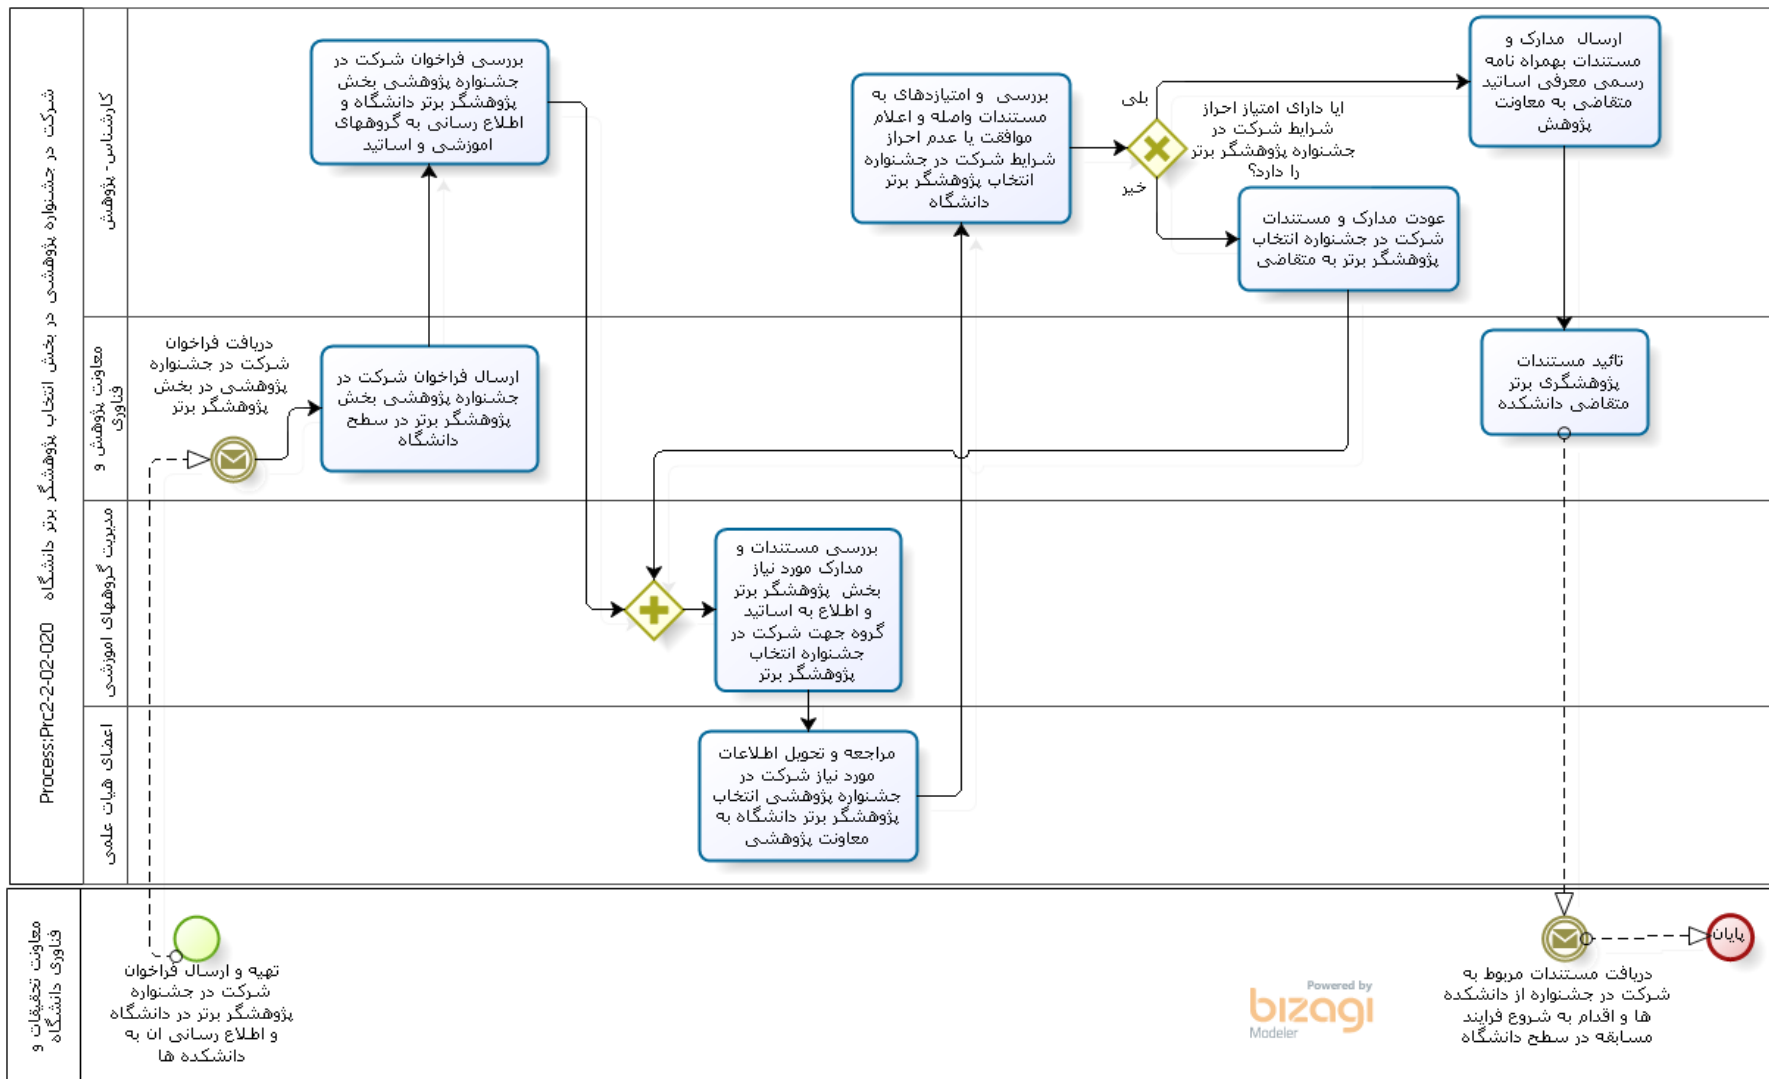 Process:Prc2-2-02-020 شرکت در جشنواره پژوهشی در بخش انتخاب پژوهشگر برتر دانشگاه
کارشناس- پژوهش
بررسی فراخوان شرکت در
جشنواره پژوهشی بخش
پژوهشگر برتر دانشگاه و
اطلاع رسانی به گروههای
اموزشی و اساتید
بررسی و امتیازدهای به
مستندات واصله و اعلام
موافقت یا عدم احراز
شرایط شرکت در جشنواره
انتخاب پژوهشگر برتر
دانشگاه
بلی
خیر
ایا دارای امتیاز احراز
شرایط شرکت در
جشنواره پژوهشگر برتر
را دارد؟
ارسال مدارک و
مستندات بهمراه نامه
رسمی معرفی اساتید
متقاضی به معاونت
پژوهش
عودت مدارک و مستندات
شرکت در جشنواره انتخاب
پژوهشگر برتر به متقاضی
معاونت پژوهش و
فناوری
دریافت فراخوان
شرکت در جشنواره
پژوهشی در بخش
پژوهشگر برتر
ارسال فراخوان شرکت در
جشنواره پژوهشی بخش
پژوهشگر برتر در سطح
دانشگاه
تائید مستندات
پژوهشگری برتر
متقاضی دانشکده
مدیریت گروههای اموزشی
بررسی مستندات و
مدارک مورد نیاز
بخش پژوهشگر برتر
و اطلاع به اساتید
گروه جهت شرکت در
جشنواره انتخاب
پژوهشگر برتر
اعضای هیات علمی
مراجعه و تحویل اطلاعات
مورد نیاز شرکت در
جشنواره پژوهشی انتخاب
پژوهشگر برتر دانشگاه به
معاونت پژوهشی
معاونت تحقیقات و
فناوری دانشگاه
تهیه و ارسال فراخوان
شرکت در جشنواره
پژوهشگر برتر در دانشگاه
و اطلاع رسانی ان به
دانشکده ها
Powered by
bizagi
Modeler
دریافت مستندات مربوط به
شرکت در جشنواره از دانشکده
ها و اقدام به شروع فرایند
مسابقه در سطح دانشگاه
پایان